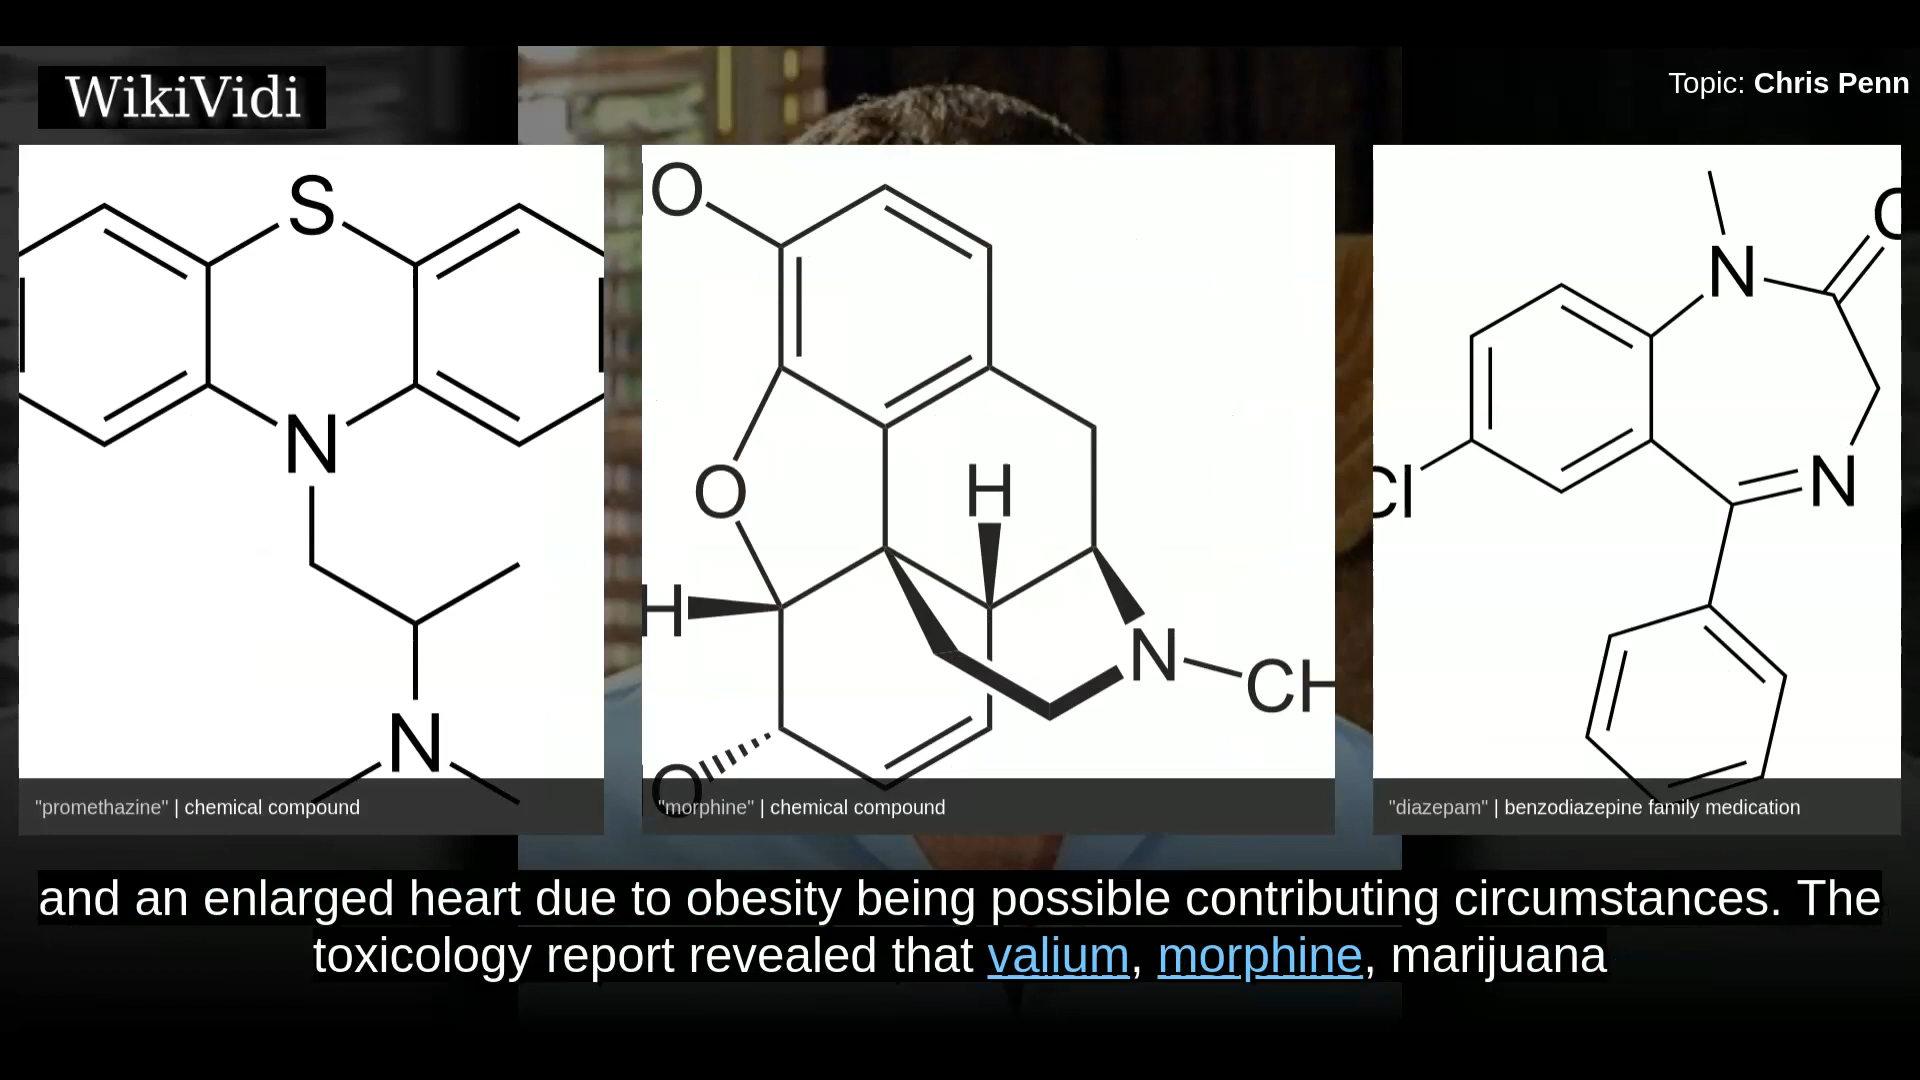 WikiVidi
Topic: Chris Penn
S
N
N
O
O
H
H
N
CH
O
N
O
N
Cl
"promethazine" | chemical compound
"morphine" | chemical compound
"diazepam" | benzodiazepine family medication
and an enlarged heart due to obesity being possible contributing circumstances. The
toxicology report revealed that valium, morphine, marijuana